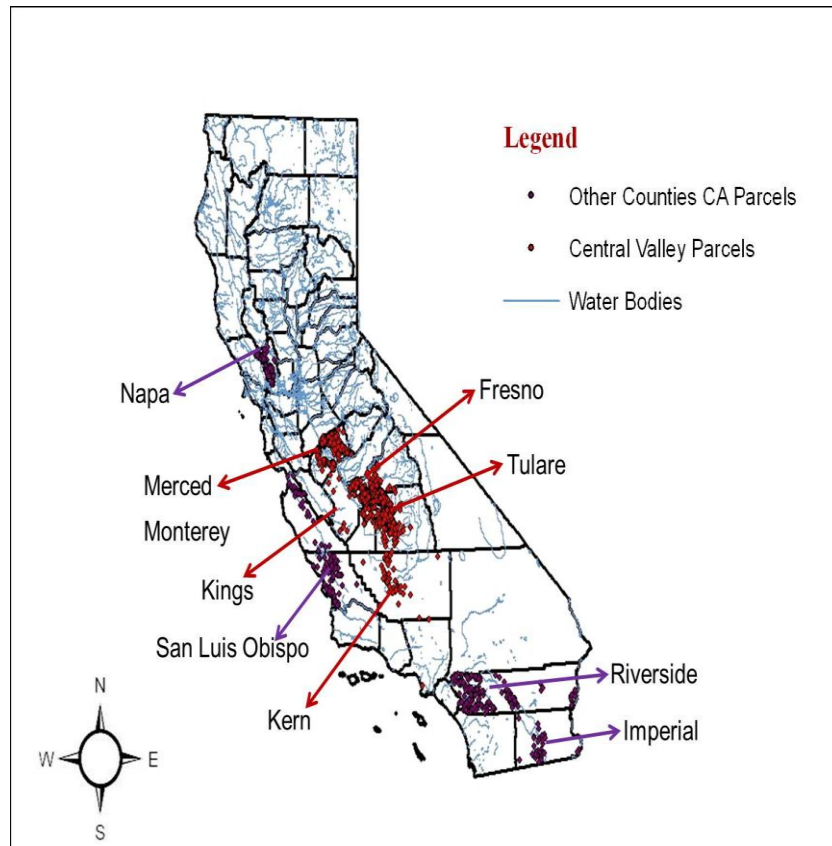 Legend
Other Counties CA Parcels
Central Valley Parcels
Water Bodies
Napa
Fresno
Merced
Tulare
Monterey
Kings
San Luis Obispo
Kern
Riverside
Imperial
N
W E
S